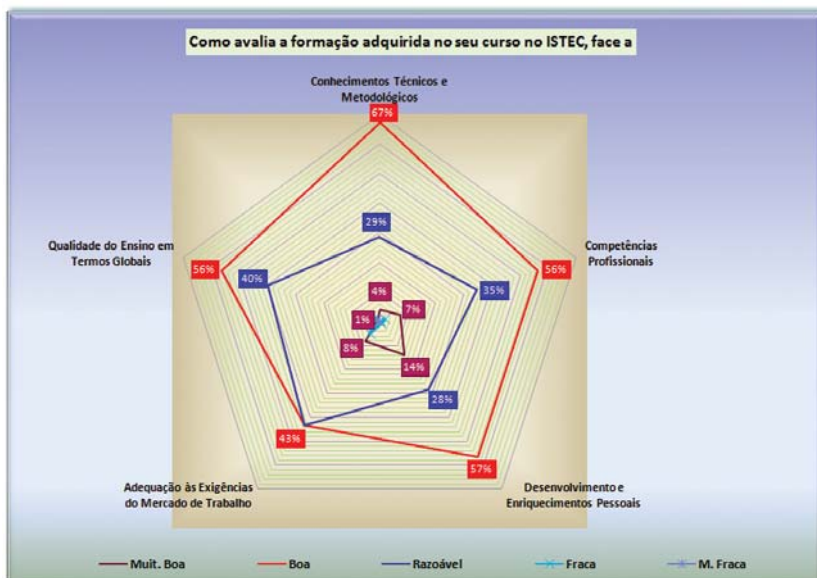 Como avalia a formação adquirida no seu curso no ISTEC, face a
Conhecimentos Técnicos e
Metodológicos
67%
29%
Qualidade do Ensino em
Termos Globais
Competências
Profissionais
56%
40%
35%
56%
4%
1%
7%
8%
14%
28%
43%
57%
Adequação às Exigências
do Mercado de Trabalho
Desenvolvimento e
Enriquecimentos Pessoais
Muit. Boa
Boa
Razoável
Fraca
M. Fraca